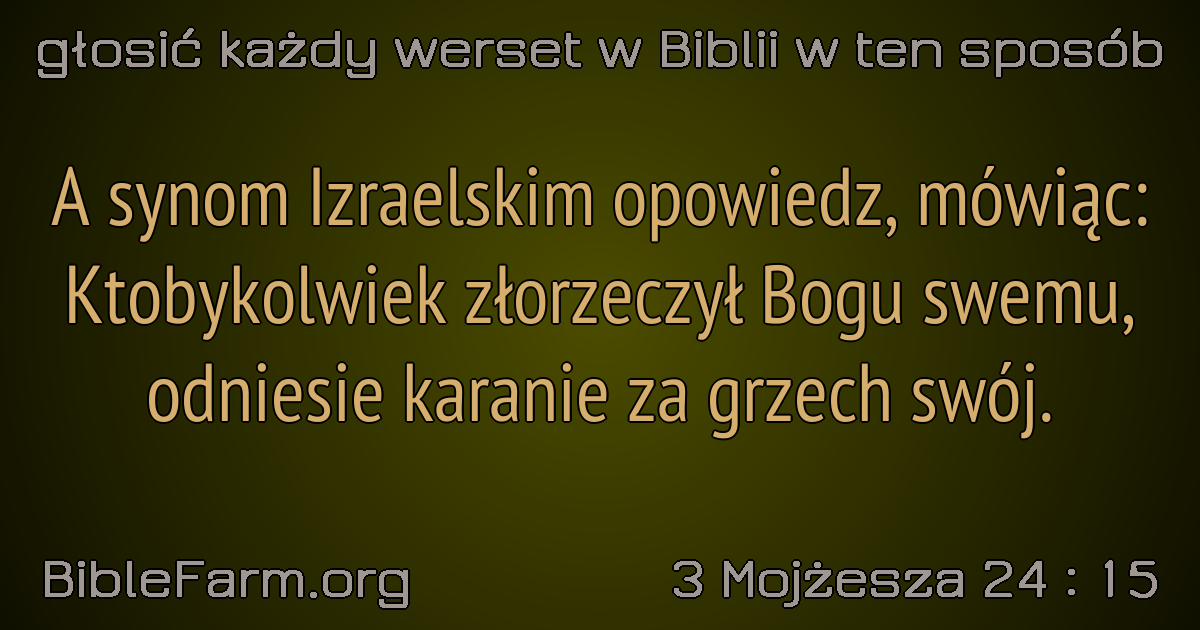 głosić każdy werset w Biblii w ten sposób
A synom Izraelskim opowiedz, mówiąc:
Ktobykolwiek złorzeczył Bogu swemu,
odniesie karanie za grzech swój.
BibleFarm.org
3 Mojżesza 24 : 15